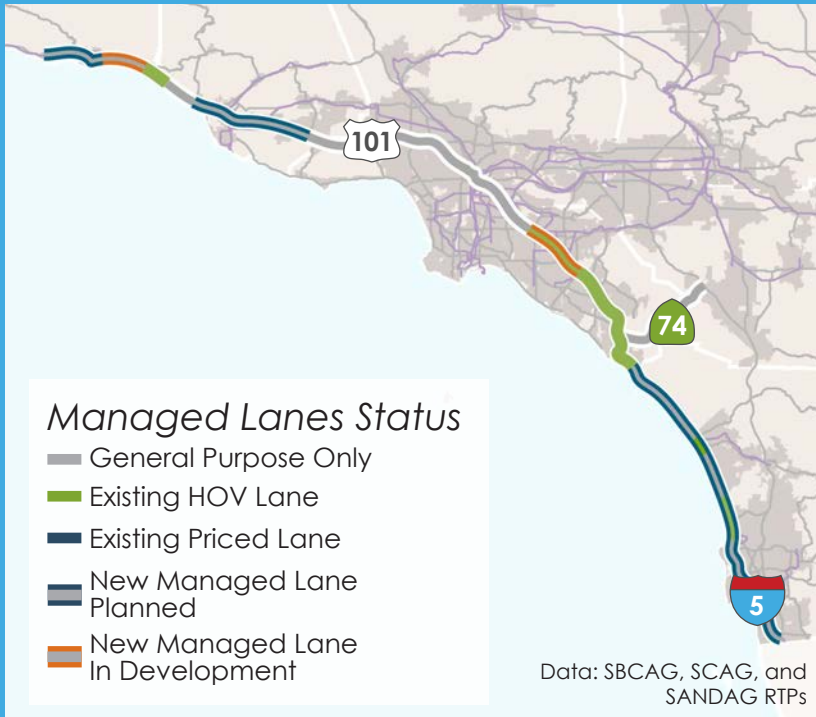 101
74
Managed Lanes Status
General Purpose Only
Existing HOV Lane
Existing Priced Lane
New Managed Lane
Planned
New Managed Lane
In Development
5
Data: SBCAG, SCAG, and
SANDAG RTPs